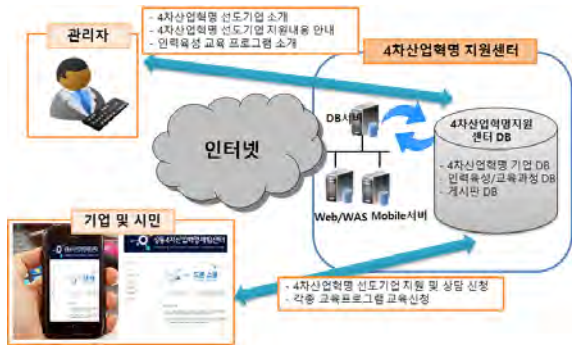 - 4차산업혁명 선도기업 소개
- 4차산업혁명 선도기업 지원내용 안내
- 인력육성 교육 프로그램 소개
관리자
4차산업혁명 지원센터
인터넷
DB서버
Web/WAS
Mobile서버
4차산업혁명지원
센터 DB
- 4차산업혁명 기업 DB
- 인력육성/교육과정 DB
- 게시판 DB
기업 및 시민
- 4차산업혁명 선도기업 지원 및 상담 신청
- 각종 교육프로그램 교육신청